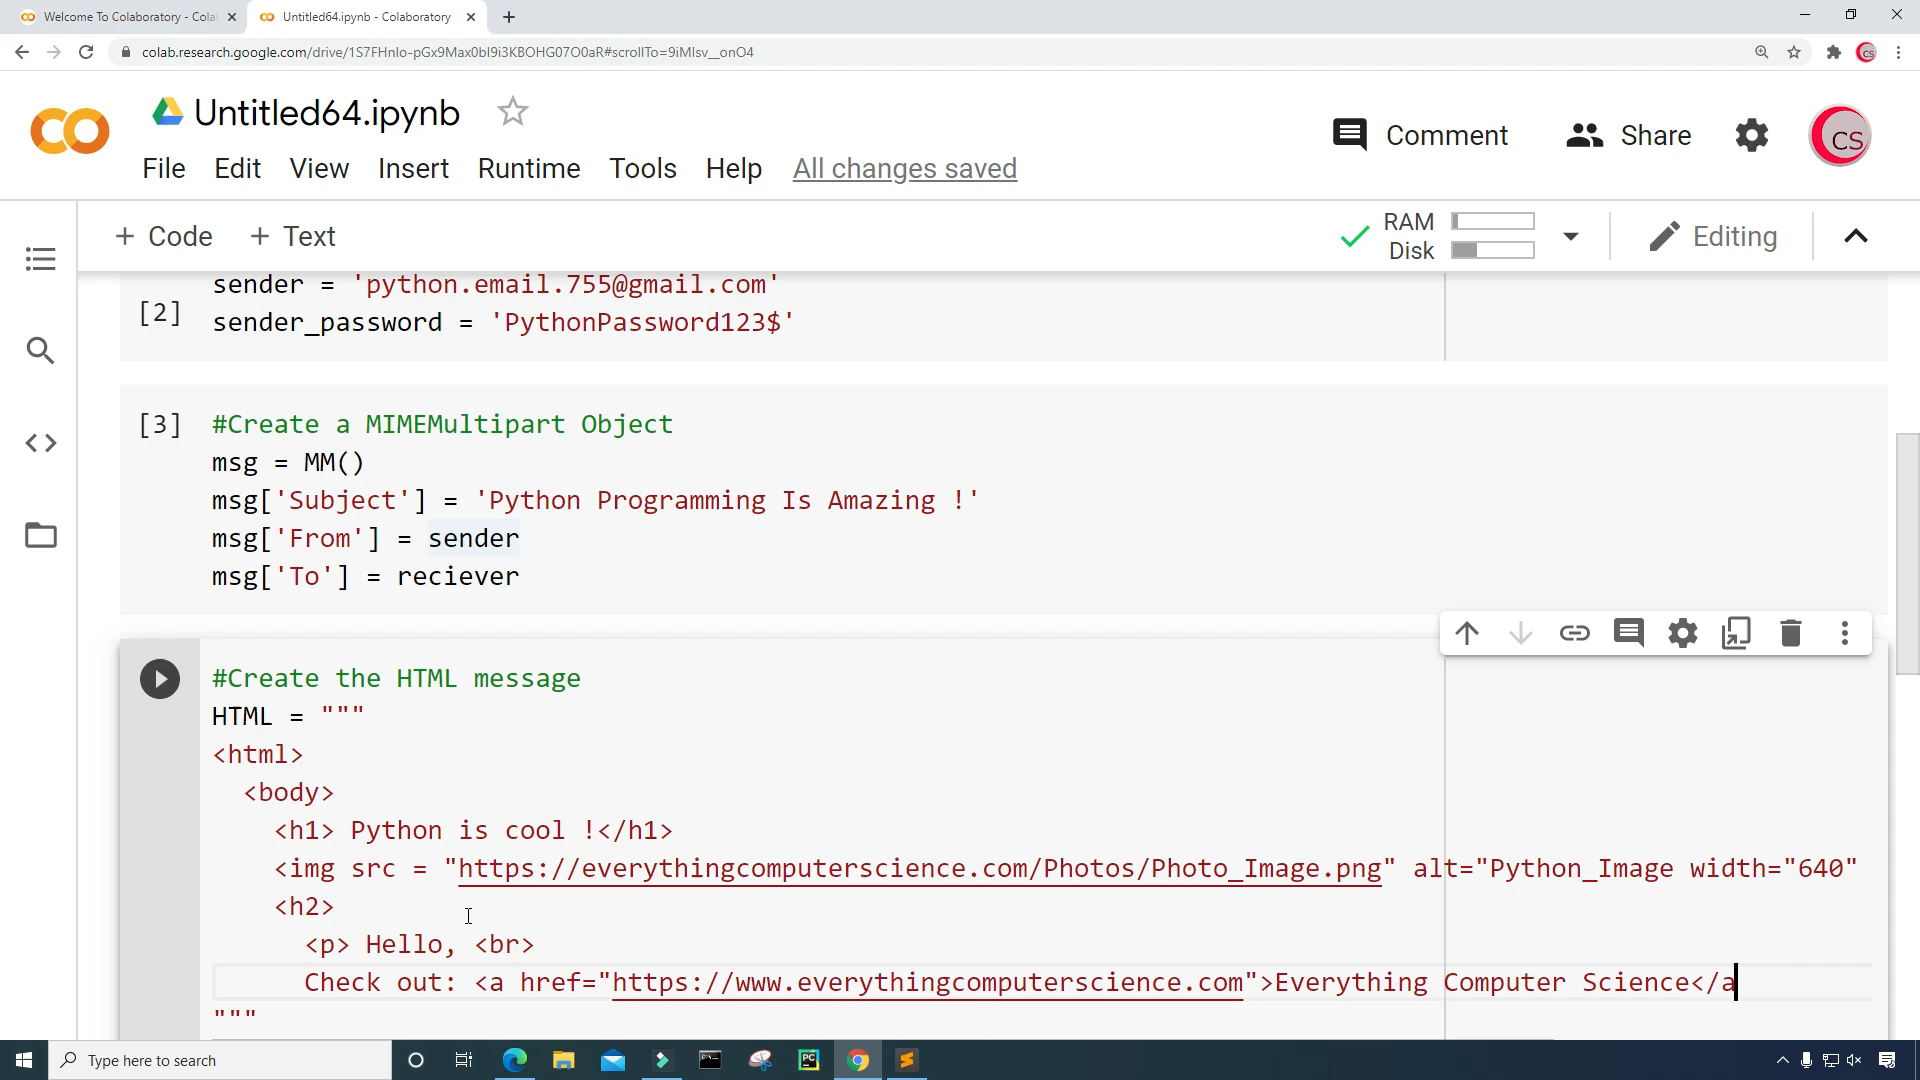 Welcome To Colaboratory - Cola
Untitled64.ipynb - Colaboratory
colab.research.google.com/drive/1S7FHnIo-pGx9Max0bI9i3KBOHG07O0aR#scrollTo=9iMIsv__onO4
Untitled64.ipynb
Comment
Share
CS
File Edit View Insert Runtime Tools Help All changes saved
+ Code + Text
RAM
Disk
Editing
sender = 'python.email.755@gmail.com'
[2]
sender_password = 'PythonPassword123$'
[3] #Create a MIMEMultipart Object
msg = MM()
msg['Subject'] = 'Python Programming Is Amazing !'
msg['From'] = sender
msg['To'] = reciever
#Create the HTML message
HTML = """
<html>
<body>
<h1> Python is cool !</h1>
<img src = "https://everythingcomputerscience.com/Photos/Photo_Image.png" alt="Python_Image width="640"
<h2>
<p> Hello, <br>
Check out: <a href="https://www.everythingcomputerscience.com">Everything Computer Science</a
"""
Type here to search